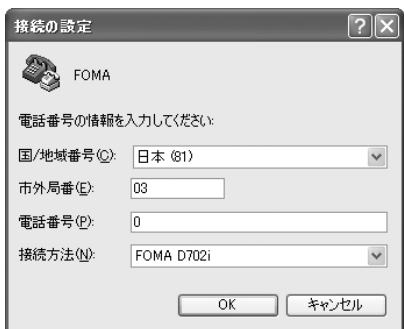 接続の設定
FOMA
電話番号の情報を入力してください:
国/地域番号(C): 日本 (81)
市外局番(E): 03
電話番号(P): 0
接続方法(N): FOMA D702i
OK キャンセル